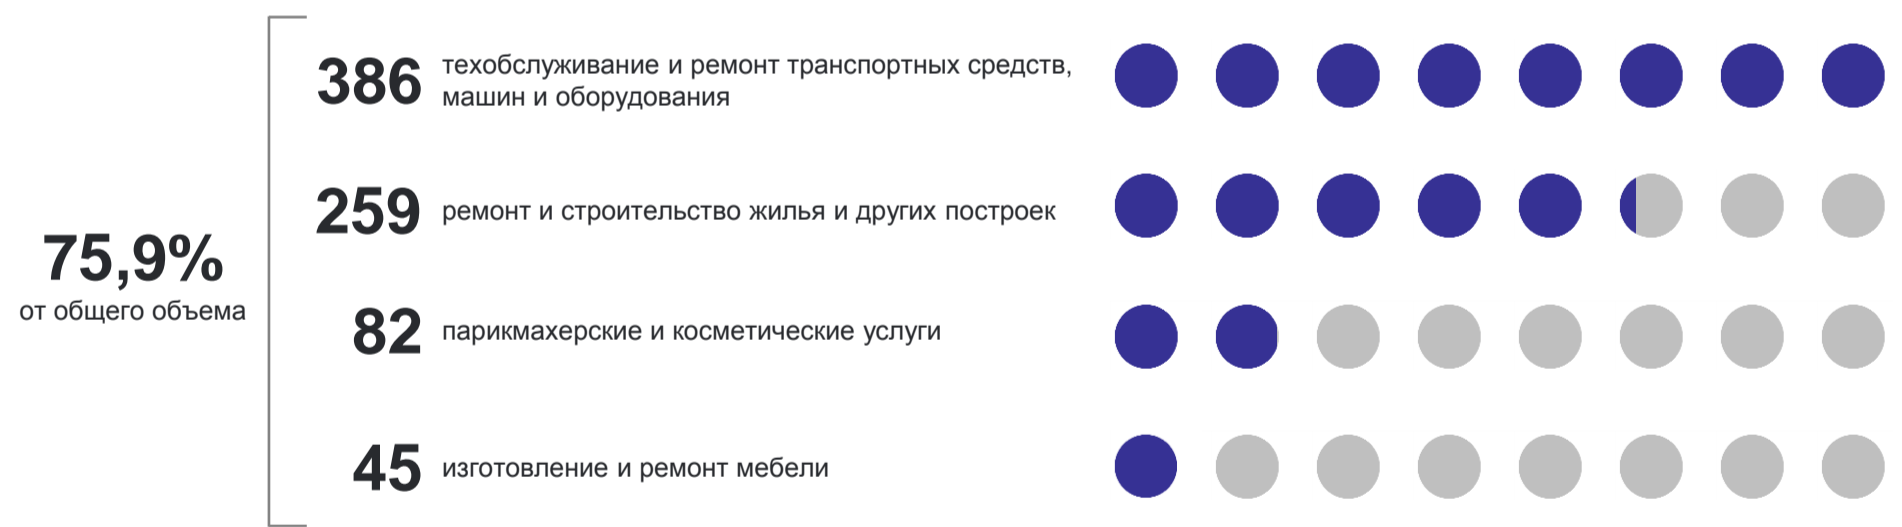 75,9%
от общего объема
386
техобслуживание и ремонт транспортных средств,
машин и оборудования
259
ремонт и строительство жилья и других построек
82
парикмахерские и косметические услуги
45
изготовление и ремонт мебели